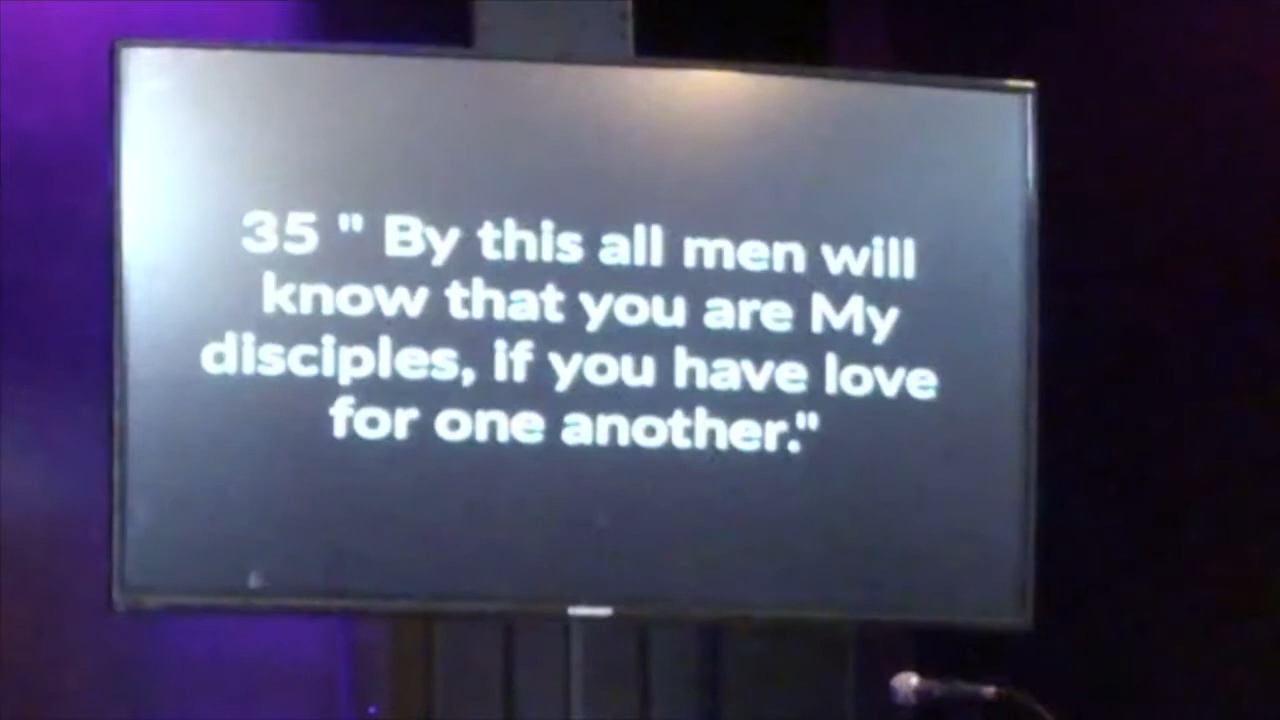 35 " By this all men will
know that you are My
disciples, if you have love
for one another."